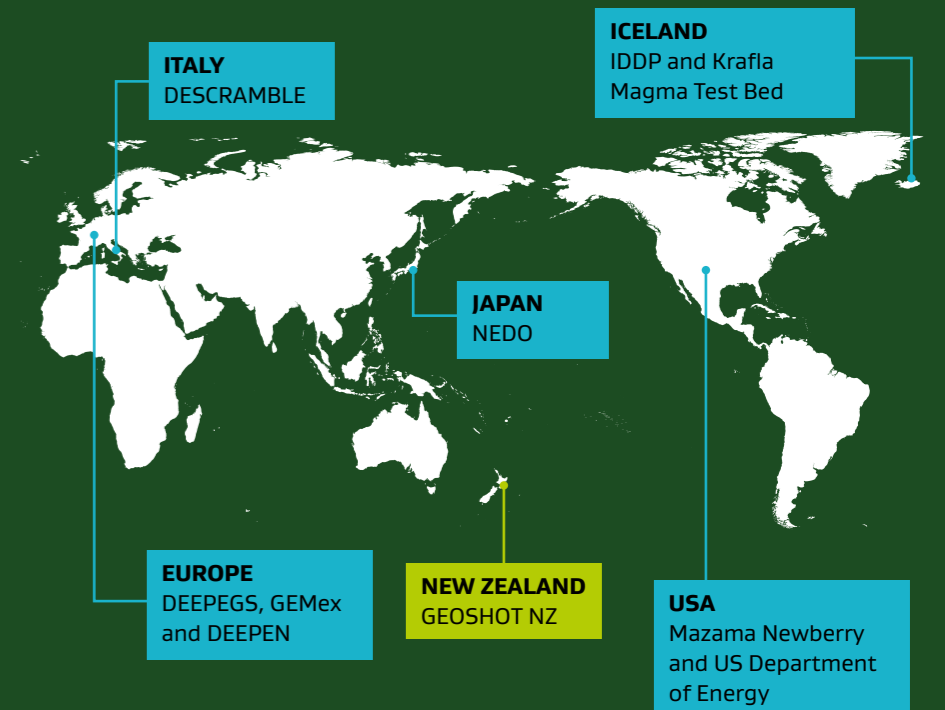 ITALY
DESCRAMBLE
ICELAND
IDDP and Krafla
Magma Test Bed
JAPAN
NEDO
EUROPE
DEEPEGS, GEMex
and DEEPEN
NEW ZEALAND
GEOSHOT NZ
USA
Mazama Newberry
and US Department
of Energy